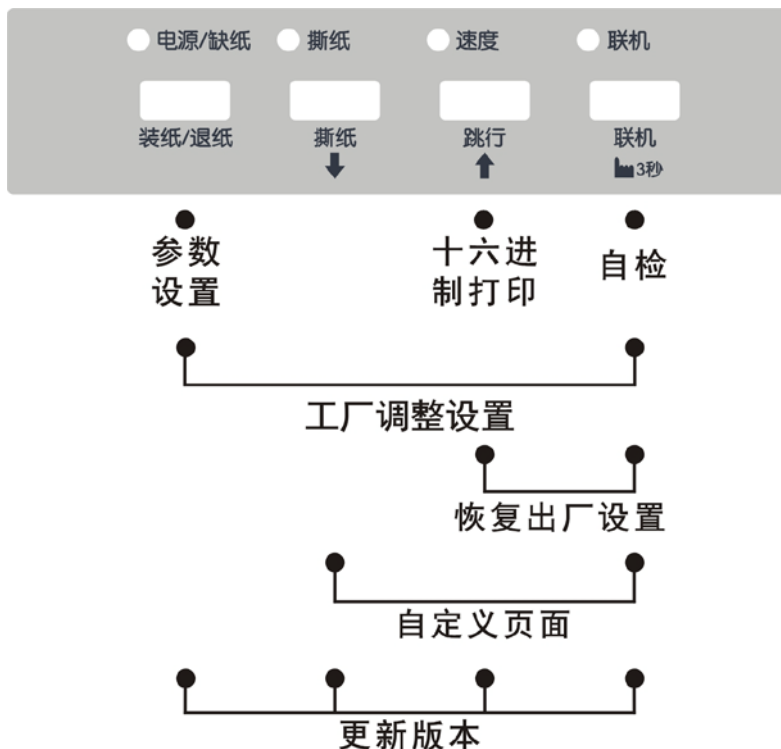 电源/缺纸 撕纸 速度 联机
装纸/退纸 撕纸 跳行 联机
3秒
参数 十六进 自检
设置 制打印
工厂调整设置
恢复出厂设置
自定义页面
更新版本